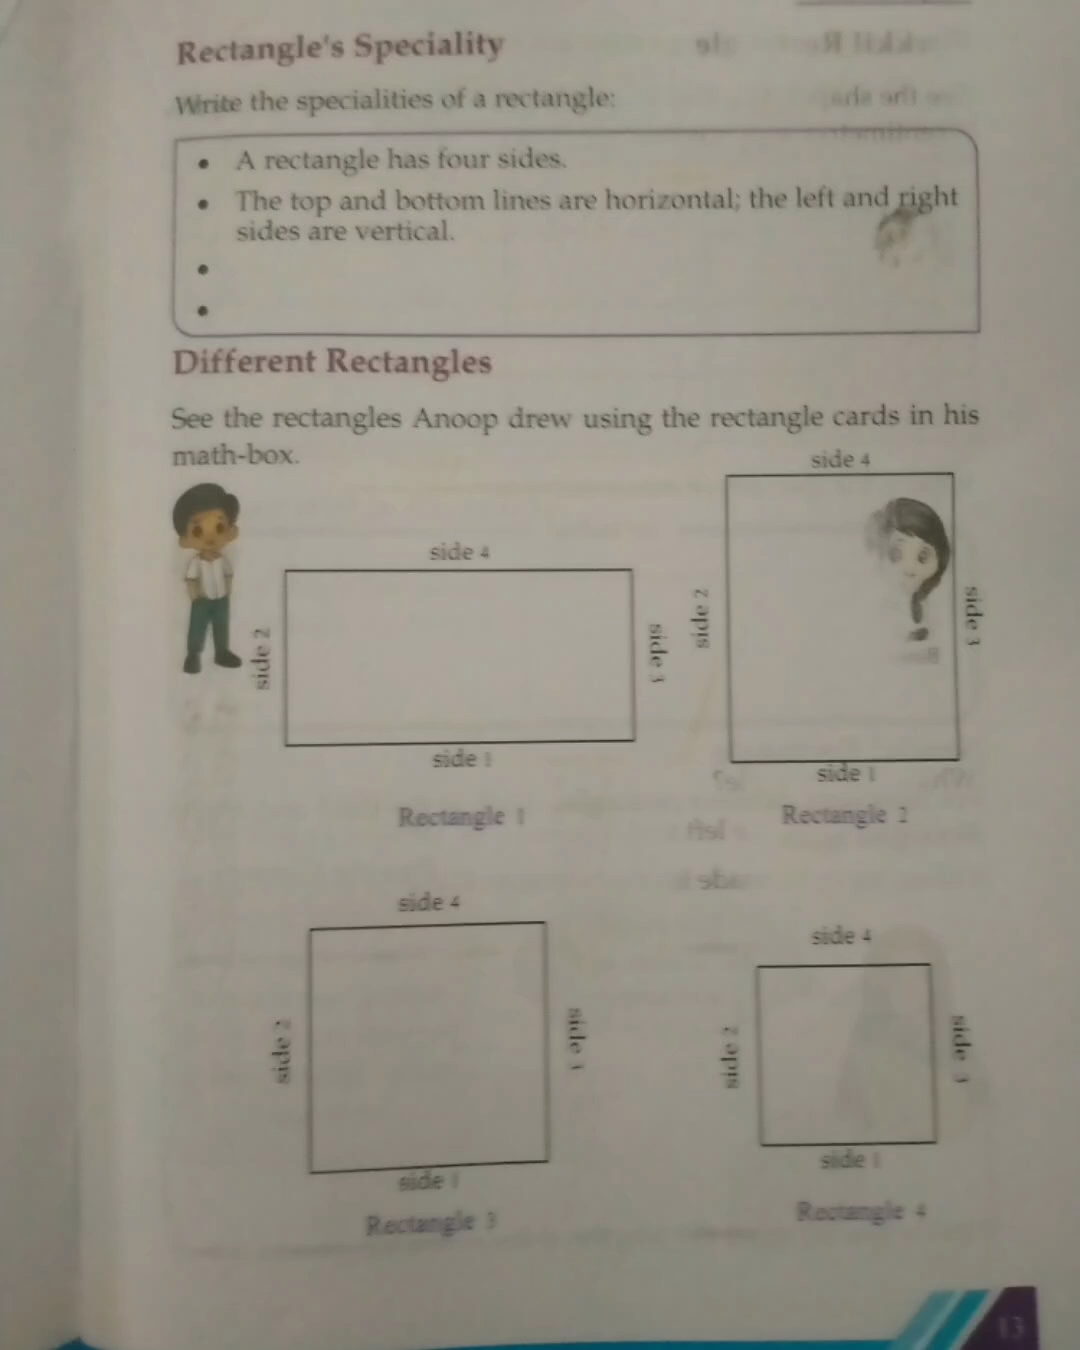 Rectangle's Speciality
Write the specialities of a rectangle:
• A rectangle has four sides.
• The top and bottom lines are horizontal; the left and right
sides are vertical.
•
•
Different Rectangles
See the rectangles Anoop drew using the rectangle cards in his
math-box.
side 4
side 2
side 3
side 1
Rectangle 1
side 4
side 2
side 3
side 1
Rectangle 2
side 4
side 2
side 3
side 1
Rectangle 3
side 4
side 2
side 3
side 1
Rectangle 4
13